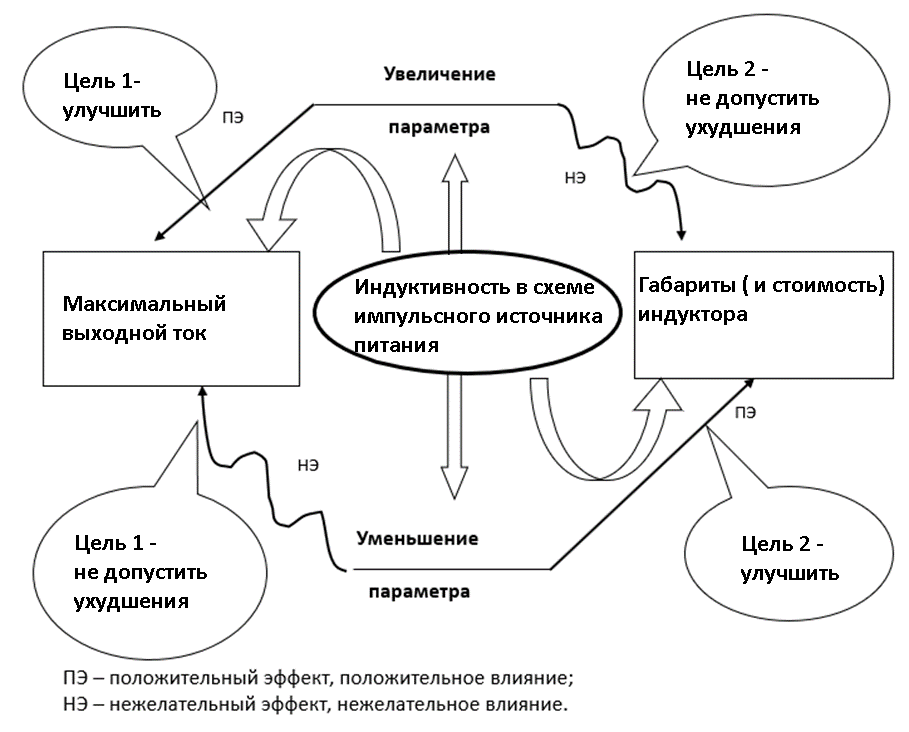 Цель 1-
улучшить
ПЭ
Увеличение
параметра
Цель 2 -
не допустить
ухудшения
НЭ
Максимальный
выходной ток
Индуктивность в схеме
импульсного источника
питания
Габариты ( и стоимость)
индуктора
ПЭ
НЭ
Цель 1 -
не допустить
ухудшения
Уменьшение
параметра
Цель 2 -
улучшить
ПЭ – положительный эффект, положительное влияние;
НЭ – нежелательный эффект, нежелательное влияние.